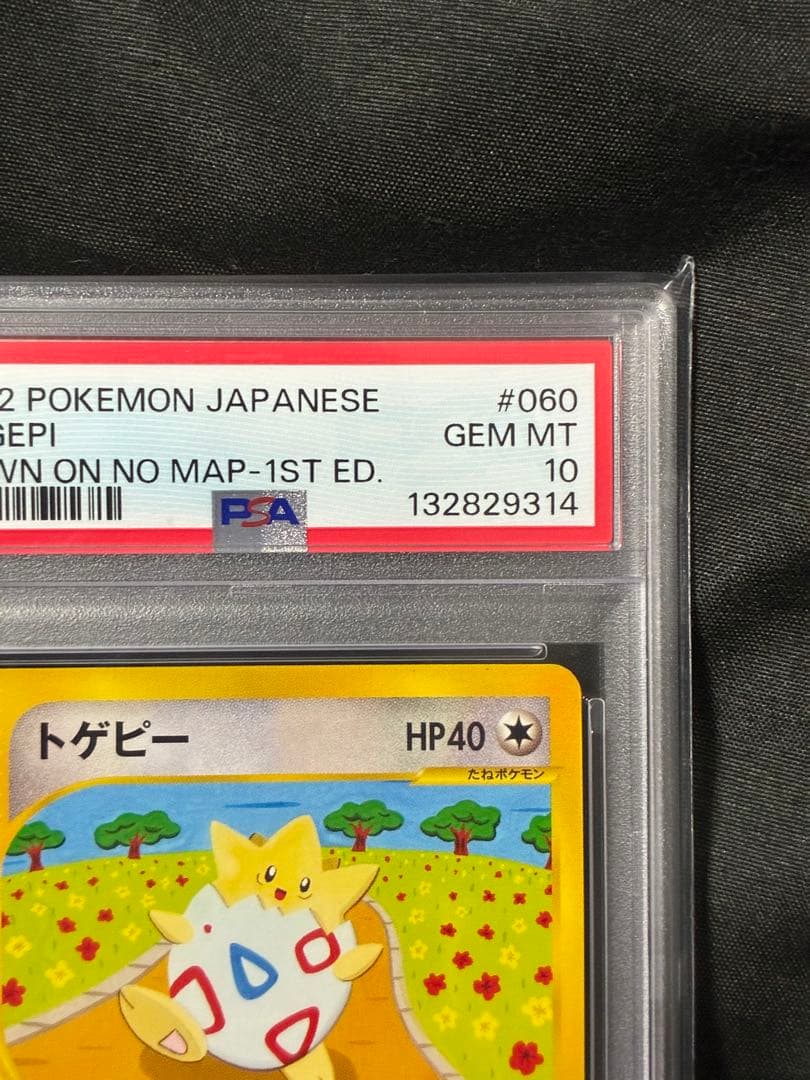 2 POKEMON JAPANESE #060
GEPI GEM MT
WN ON NO MAP-1ST ED. 10
PSA 132829314
トゲピー HP40
たねポケモン